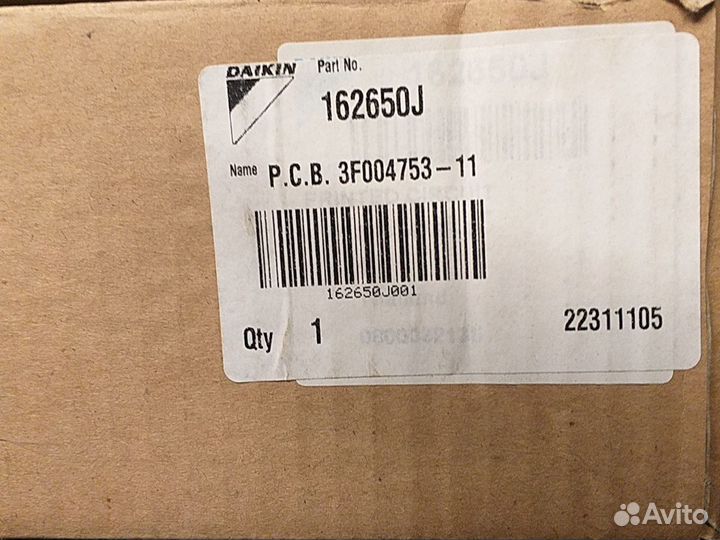 DAIKIN
Part No.
162650J
Name P.C.B. 3F004753-11
162650J001
Qty 1 22311105
Avito